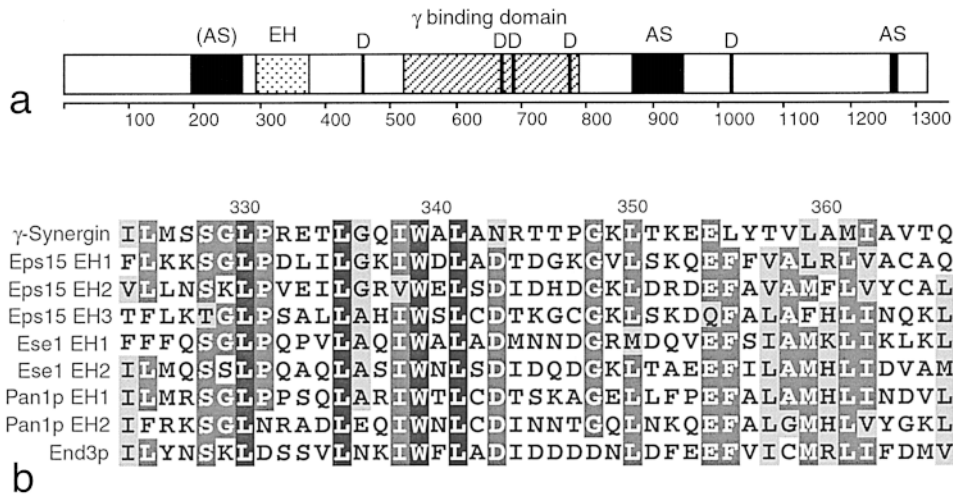 γ binding domain
(AS) EH D DD D AS D AS
a
100 200 300 400 500 600 700 800 900 1000 1100 1200 1300
330 340 350 360
γ-Synergin ILMSSGLPRETLGQIWALANRTTPGKLTKEELYTVLAMIAVTQ
Eps15 EH1 FLKKSGLPDLILGKIWDLADTDGKGVLSKQEFFVALRLVACAQ
Eps15 EH2 VLLNSKLPVEILGRVWELSDIDHDGKLDRDEFAVAMFLVYCAL
Eps15 EH3 TFLKTGLPSALLAHIWSLCDTKGCGKLSKDQFALAFHLINQKL
Ese1 EH1 FFFQSGLPQPVLAQIWALADMNNDGRMDQVEFSIAMKLIKLKL
Ese1 EH2 ILMQSSLPQAQLASIWNLSDIDQDGKLTAEEFILAMHLIDVAM
Pan1p EH1 ILMRSGLPPSQLARIWTLCDTSKAGELLFPEFALAMHLINDVL
Pan1p EH2 IFRKSGLNRADLEQIWNLCDINNTGQLNKQEFALGMHLVYGKL
End3p ILYNSKLDSSVLNKIWFLADIDDDDNLDFEEFVICMRLIFDMV
b